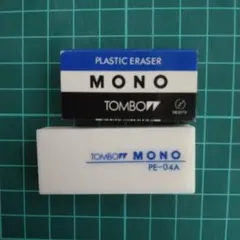 PLASTIC ERASER
MONO
TOMBOW
TOMBOW MONO
PE-04A